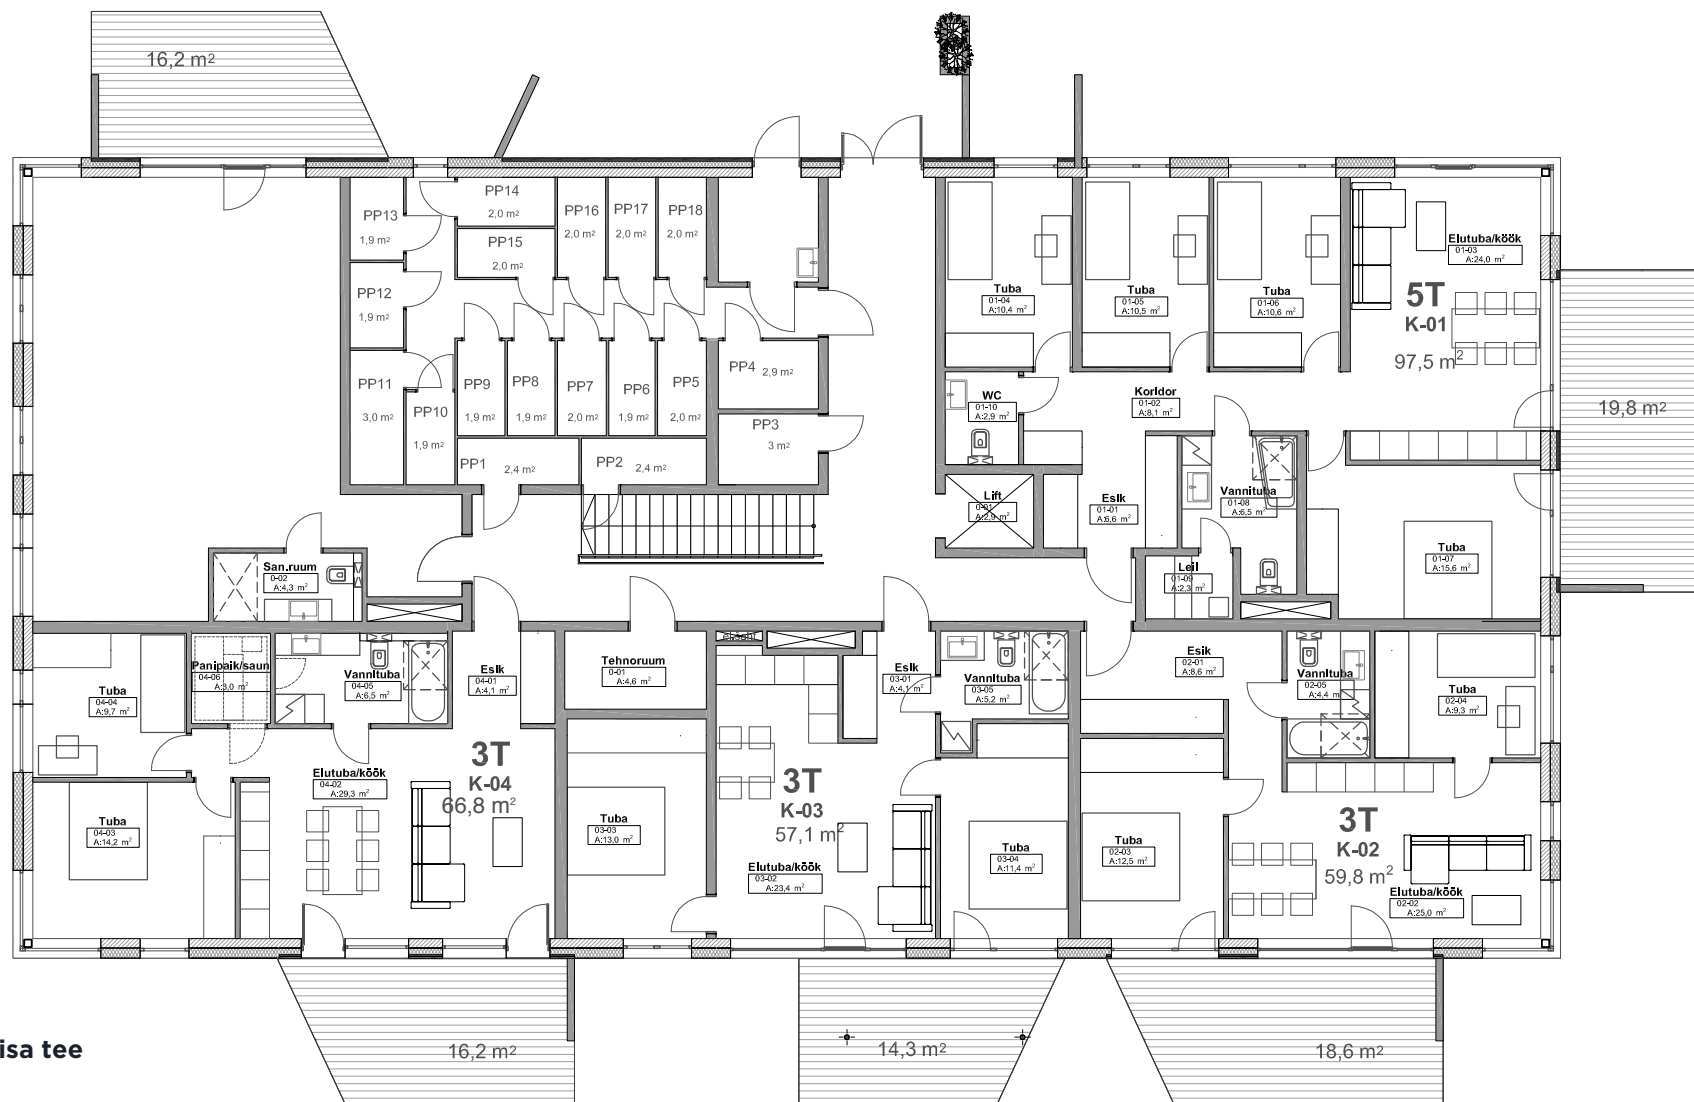 16,2 m²
PP14
2,0 m²
PP13
1,9 m²
PP15
2,0 m²
PP16
2,0 m²
PP17
2,0 m²
PP18
2,0 m²
PP12
1,9 m²
PP11
3,0 m²
PP10
1,9 m²
PP9
1,9 m²
PP8
1,9 m²
PP7
2,0 m²
PP6
1,9 m²
PP5
2,0 m²
PP4 2,9 m²
PP3
3 m²
PP1 2,4 m²
PP2 2,4 m²
Tuba
01-04
A:10,4 m²
Tuba
01-05
A:10,5 m²
Tuba
01-06
A:10,6 m²
Elutuba/köök
01-03
A:24,0 m²
5T
K-01
97,5 m²
19,8 m²
WC
01-10
A:2,9 m²
Koridor
01-02
A:8,1 m²
Lift
0-01
A:2,9 m²
Esik
01-01
A:6,6 m²
Vannituba
01-08
A:6,5 m²
Leil
01-09
A:2,3 m²
Tuba
01-07
A:15,6 m²
San.ruum
0-02
A:4,3 m²
Panipaik/saun
04-06
A:3,0 m²
Tuba
04-04
A:9,7 m²
Vannituba
04-05
A:6,5 m²
Esik
04-01
A:4,1 m²
Tehnoruum
0-01
A:4,6 m²
Esik
03-01
A:4,1 m²
Vannituba
03-05
A:5,2 m²
Esik
02-01
A:8,6 m²
Vannituba
02-05
A:4,4 m²
Tuba
02-04
A:9,3 m²
3T
K-04
66,8 m²
Elutuba/köök
04-02
A:29,3 m²
Tuba
04-03
A:14,2 m²
Tuba
03-03
A:13,0 m²
3T
K-03
57,1 m²
Elutuba/köök
03-02
A:23,4 m²
Tuba
03-04
A:11,4 m²
Tuba
02-03
A:12,5 m²
3T
K-02
59,8 m²
Elutuba/köök
02-02
A:25,0 m²
isa tee
16,2 m²
14,3 m²
18,6 m²